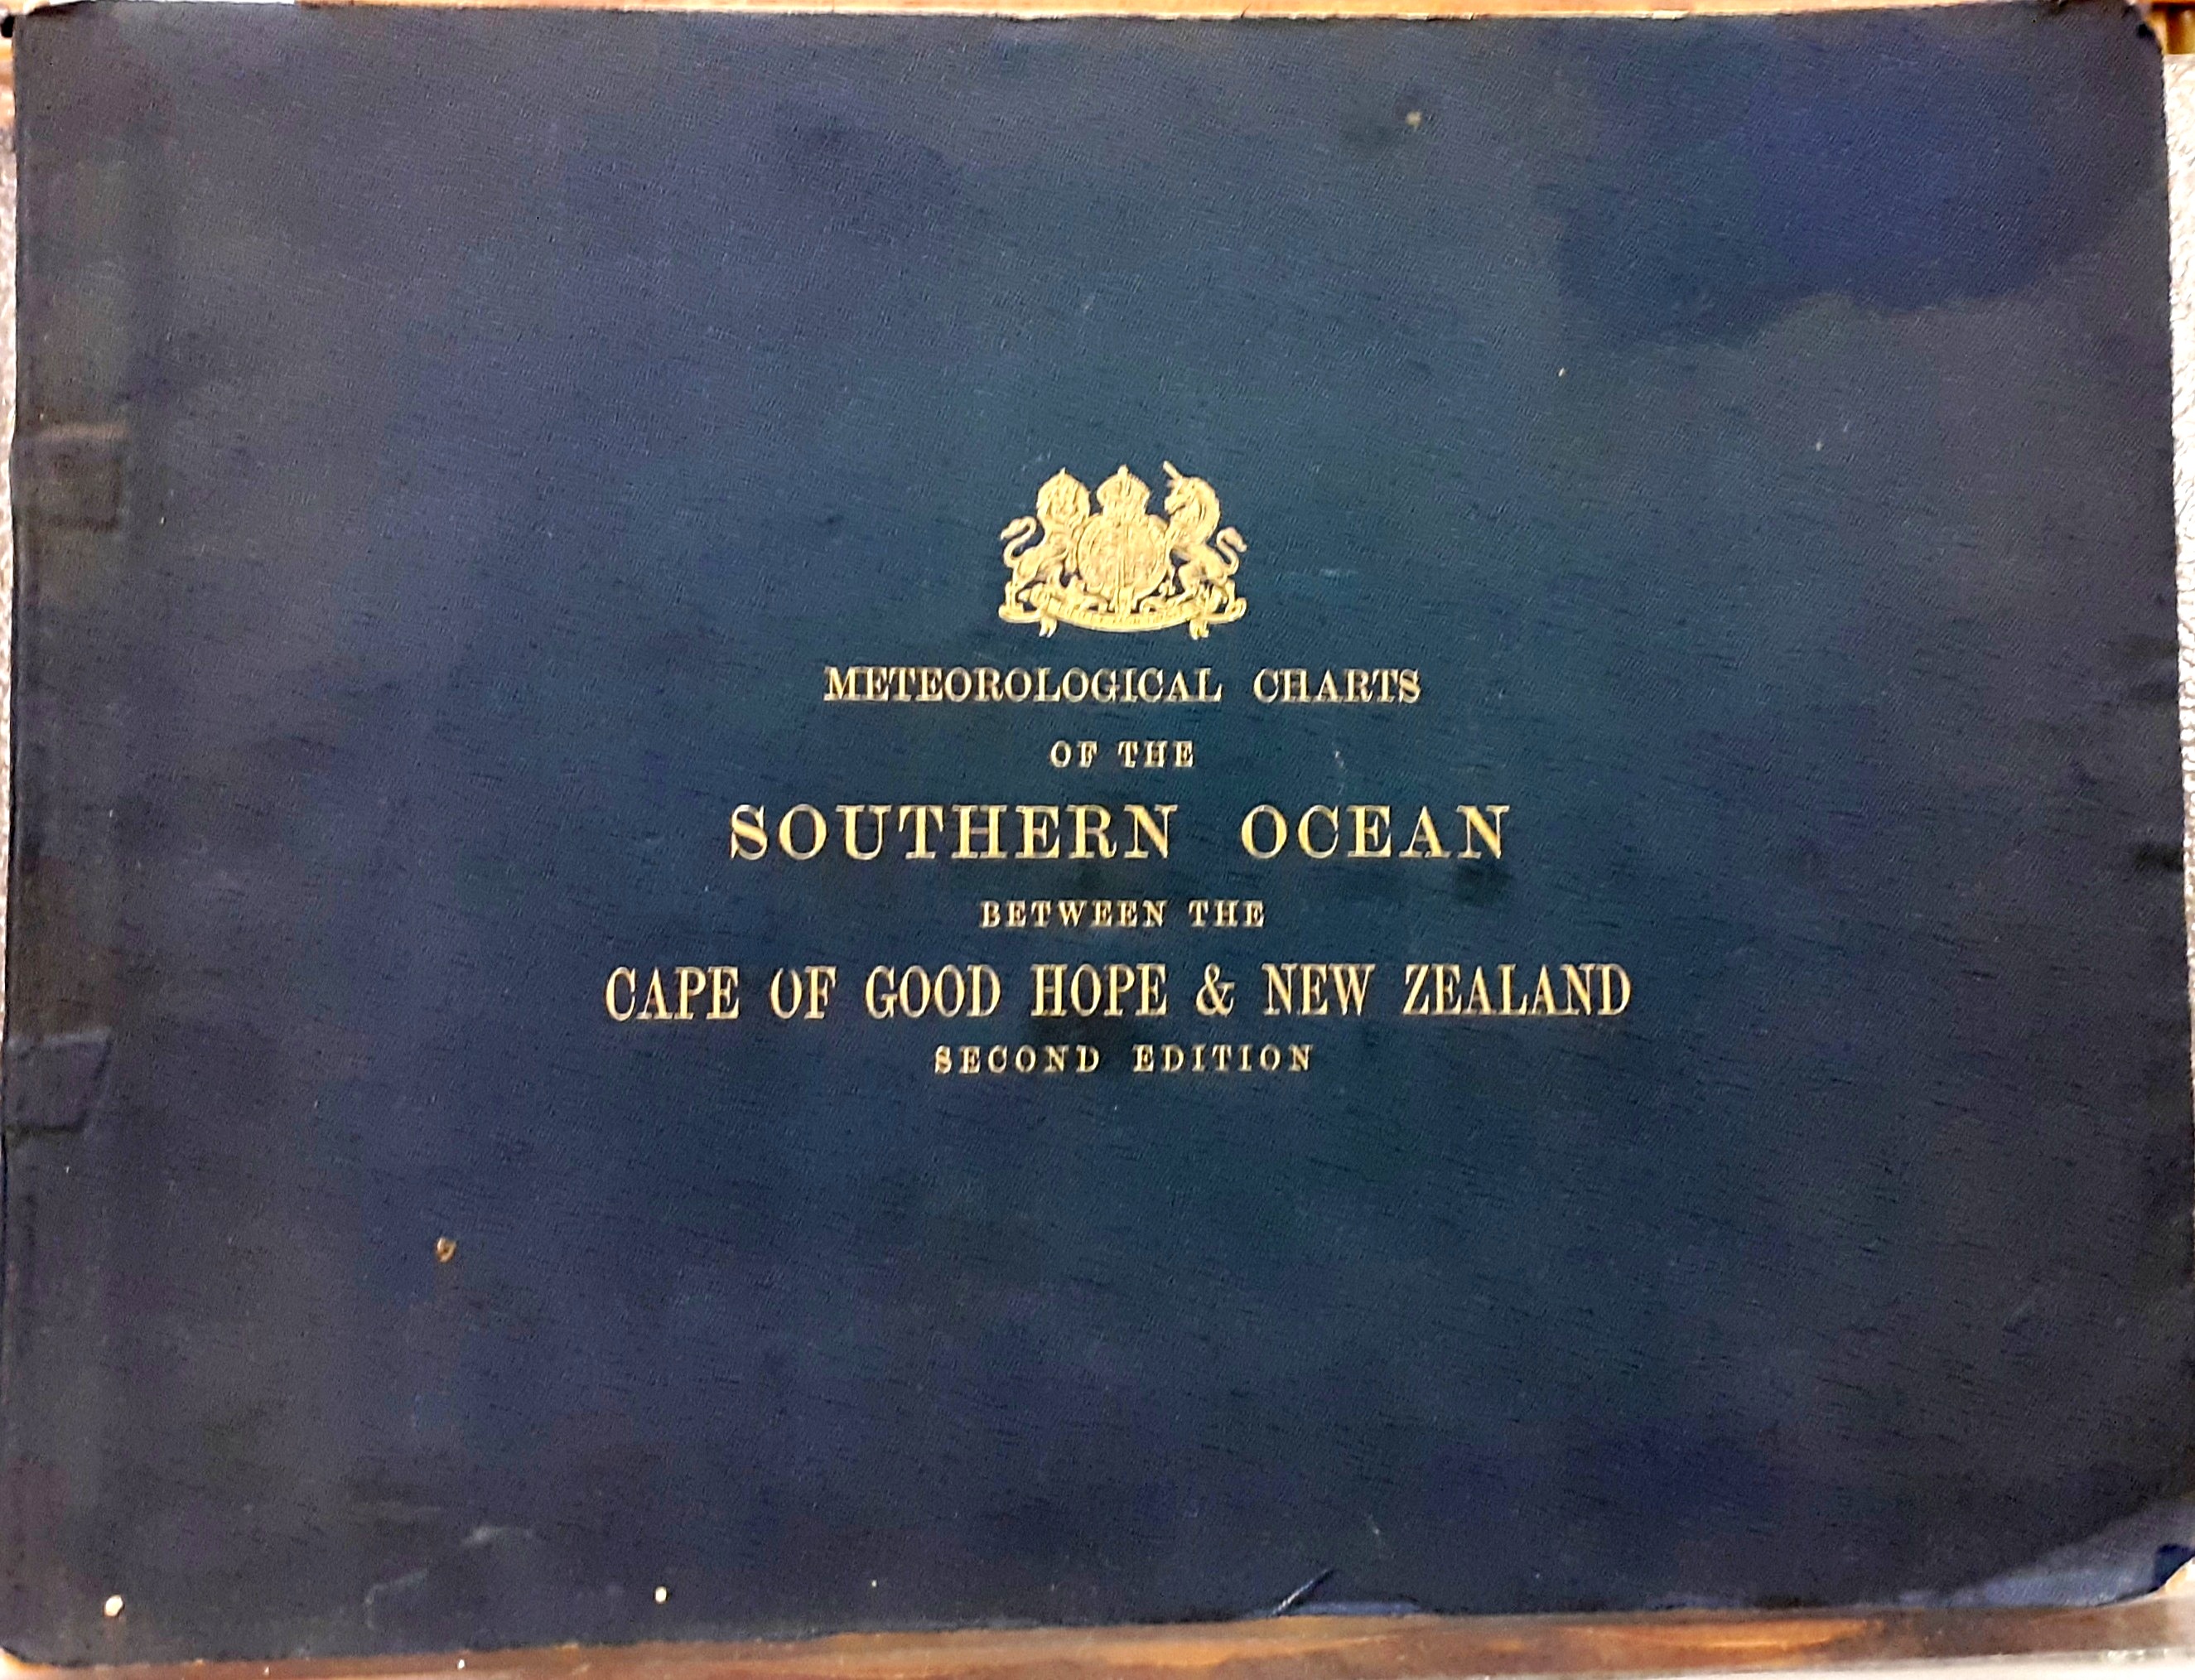 METEOROLOGICAL CHARTS
OF THE
SOUTHERN OCEAN
BETWEEN THE
CAPE OF GOOD HOPE & NEW ZEALAND
SECOND EDITION